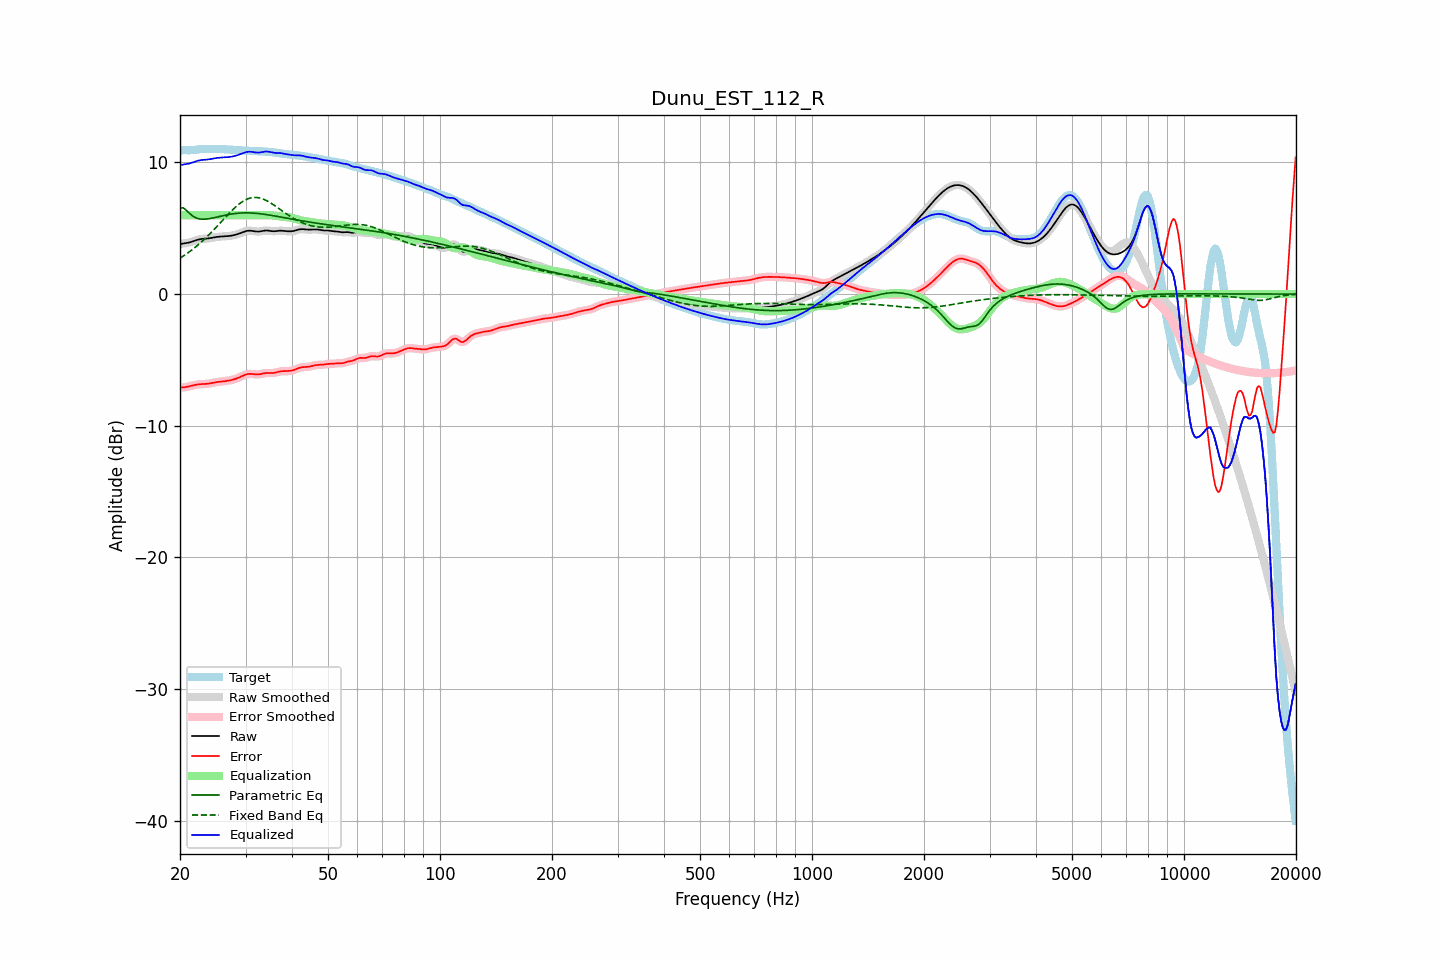 Dunu_EST_112_R
10
0
−10
−20
−30
−40
Amplitude (dBr)
Target
Raw Smoothed
Error Smoothed
Raw
Error
Equalization
Parametric Eq
Fixed Band Eq
Equalized
20 50 100 200 500 1000 2000 5000 10000 20000
Frequency (Hz)